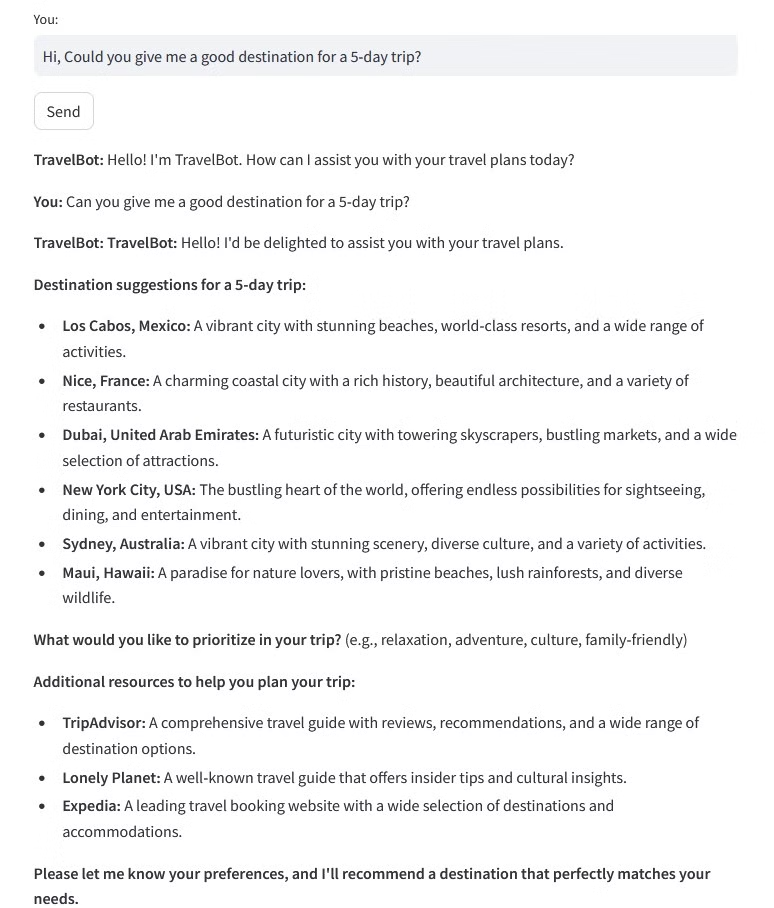 You:
Hi, Could you give me a good destination for a 5-day trip?
Send
TravelBot: Hello! I'm TravelBot. How can I assist you with your travel plans today?
You: Can you give me a good destination for a 5-day trip?
TravelBot: TravelBot: Hello! I'd be delighted to assist you with your travel plans.
Destination suggestions for a 5-day trip:
• Los Cabos, Mexico: A vibrant city with stunning beaches, world-class resorts, and a wide range of
activities.
• Nice, France: A charming coastal city with a rich history, beautiful architecture, and a variety of
restaurants.
• Dubai, United Arab Emirates: A futuristic city with towering skyscrapers, bustling markets, and a wide
selection of attractions.
• New York City, USA: The bustling heart of the world, offering endless possibilities for sightseeing,
dining, and entertainment.
• Sydney, Australia: A vibrant city with stunning scenery, diverse culture, and a variety of activities.
• Maui, Hawaii: A paradise for nature lovers, with pristine beaches, lush rainforests, and diverse
wildlife.
What would you like to prioritize in your trip? (e.g., relaxation, adventure, culture, family-friendly)
Additional resources to help you plan your trip:
• TripAdvisor: A comprehensive travel guide with reviews, recommendations, and a wide range of
destination options.
• Lonely Planet: A well-known travel guide that offers insider tips and cultural insights.
• Expedia: A leading travel booking website with a wide selection of destinations and
accommodations.
Please let me know your preferences, and I'll recommend a destination that perfectly matches your
needs.